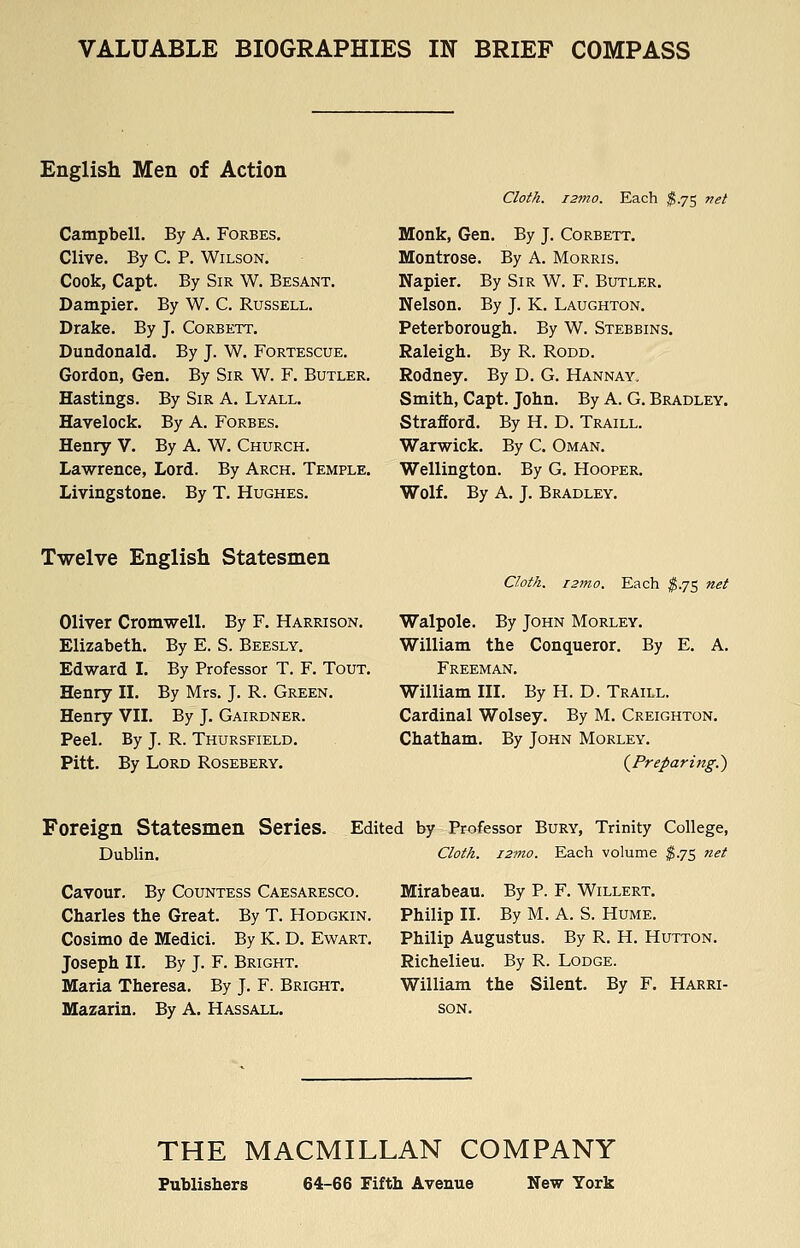 VALUABLE BIOGRAPHIES IN BRIEF COMPASS
English Men of Action
Cloth. 12mo. Each $.75 net
Campbell. By A. FORBES.
Clive. By C. P. WILSON.
Cook, Capt. By SIR W. BESANT.
Dampier. By W. C. RUSSELL.
Drake. By J. CORBETT.
Dundonald. By J. W. FORTESCUE.
Gordon, Gen. By SIR W. F. BUTLER.
Hastings. By SIR A. LYALL.
Havelock. By A. FORBES.
Henry V. By A. W. CHURCH.
Lawrence, Lord. By ARCH. TEMPLE.
Livingstone. By T. HUGHES.
Monk, Gen. By J. CORBETT.
Montrose. By A. MORRIS.
Napier. By SIR W. F. BUTLER.
Nelson. By J. K. LAUGHTON.
Peterborough. By W. STEBBINS.
Raleigh. By R. RODD.
Rodney. By D. G. HANNAY.
Smith, Capt. John. By A. G. BRADLEY.
Strafford. By H. D. TRAILL.
Warwick. By C. OMAN.
Wellington. By G. HOOPER.
Wolf. By A. J. BRADLEY.
Twelve English Statesmen
Cloth. 12mo. Each $.75 net
Oliver Cromwell. By F. HARRISON.
Elizabeth. By E. S. BEESLY.
Edward I. By Professor T. F. TOUT.
Henry II. By Mrs. J. R. GREEN.
Henry VII. By J. GAIRDNER.
Peel. By J. R. THURSFIELD.
Pitt. By LORD ROSEBERY.
Walpole. By JOHN MORLEY.
William the Conqueror. By E. A.
FREEMAN.
William III. By H. D. TRAILL.
Cardinal Wolsey. By M. CREIGHTON.
Chatham. By JOHN MORLEY.
(Preparing.)
Foreign Statesmen Series. Edited by Professor BURY, Trinity College,
Dublin. Cloth. 12mo. Each volume $.75 net
Cavour. By COUNTESS CAESARESCO.
Charles the Great. By T. HODGKIN.
Cosimo de Medici. By K. D. EWART.
Joseph II. By J. F. BRIGHT.
Maria Theresa. By J. F. BRIGHT.
Mazarin. By A. HASSALL.
Mirabeau. By P. F. WILLERT.
Philip II. By M. A. S. HUME.
Philip Augustus. By R. H. HUTTON.
Richelieu. By R. LODGE.
William the Silent. By F. HARRI-
SON.
THE MACMILLAN COMPANY
Publishers 64-66 Fifth Avenue New York